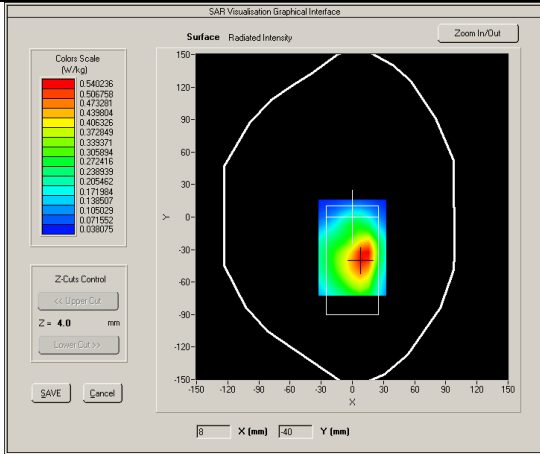 SAR Visualisation Graphical Interface
Surface Radiated Intensity
Zoom In/Out
Colors Scale
(W/kg)
0.540236
0.506758
0.473281
0.439804
0.406326
0.372849
0.339371
0.305894
0.272416
0.238939
0.205462
0.171984
0.138507
0.105029
0.071552
0.038075
Z-Cuts Control
<< Upper Cut
Z = 4.0 mm
Lower Cut >>
SAVE Cancel
150
120
90
60
30
0
-30
-60
-90
-120
-150
Y
-150 -120 -90 -60 -30 0 30 60 90 120 150
X
8 X (mm) -40 Y (mm)